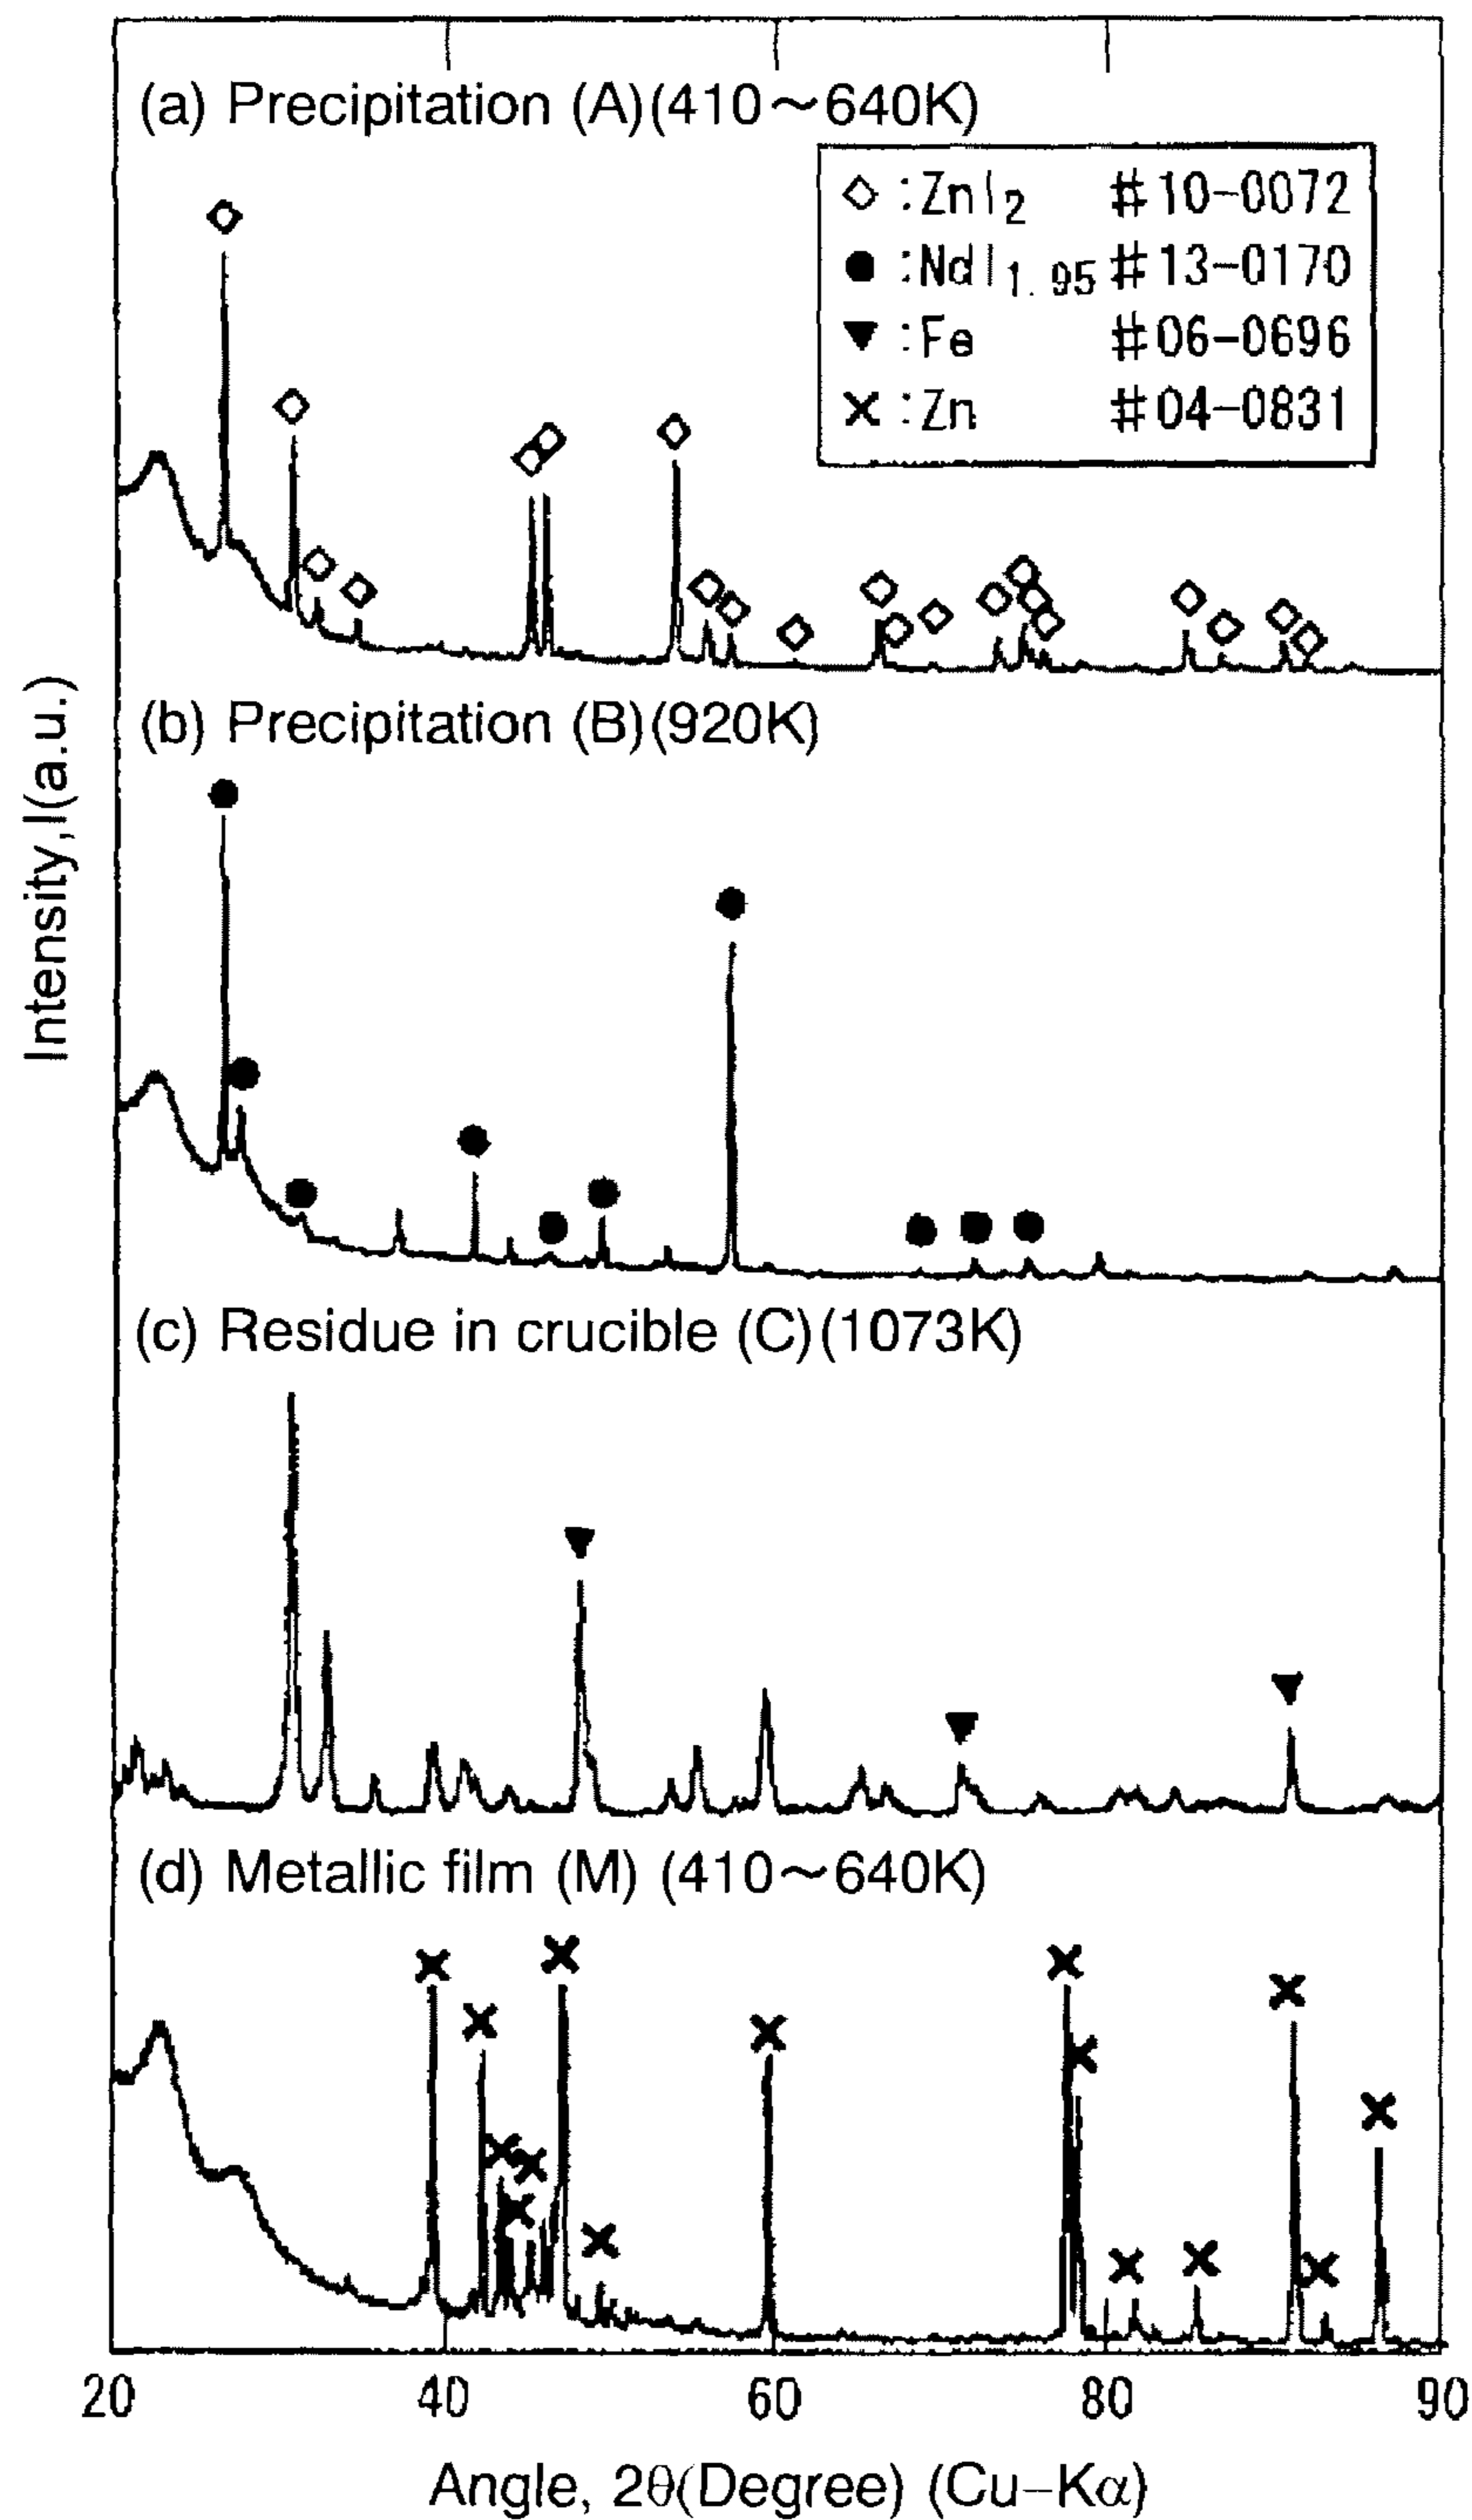 (a) Precipitation (A)(410～640K)
◇ :ZnI2 #10-0072
● :NdI1.95 #13-0170
▼ :Fe #06-0696
× :Zn #04-0831
(b) Precipitation (B)(920K)
Intensity,I(a.u.)
(c) Residue in crucible (C)(1073K)
(d) Metallic film (M) (410～640K)
20 40 60 80 90
Angle, 2θ(Degree) (Cu-Kα)